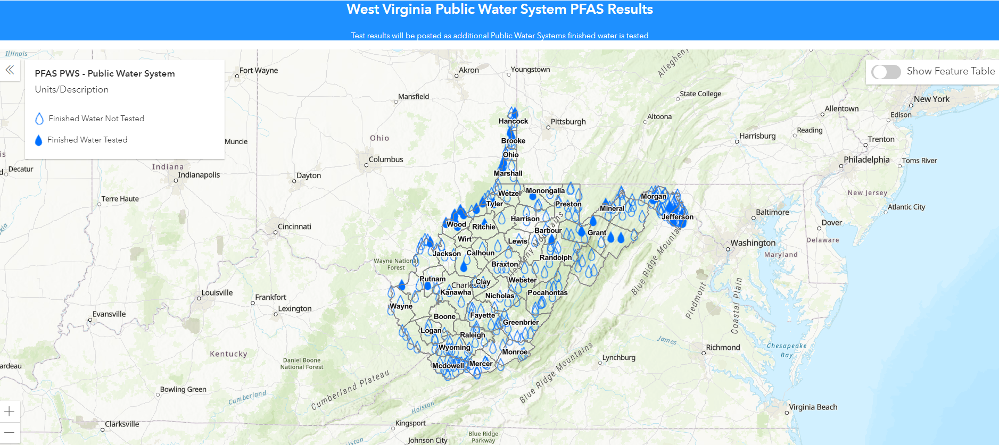 West Virginia Public Water System PFAS Results
Test results will be posted as additional Public Water Systems finished water is tested
PFAS PWS - Public Water System
Units/Description
Finished Water Not Tested
Finished Water Tested
Show Feature Table
Illinois
Fort Wayne
Akron
Youngstown
Allegheny
Mansfield
State College
New York
Allentown
Edison
Altoona
Hancock
Pittsburgh
Reading
Harrisburg
Trenton
Ohio
Muncie
Brooke
Ohio
Columbus
Philadelphia
Toms River
Decatur
Indiana
Indianapolis
Dayton
Marshall
Wetzel
Monongalia
New Jersey
Terre Haute
Tyler
Preston
Morgan
Mineral
Atlantic City
Baltimore
Jefferson
Harrison
Dover
Cincinnati
Wood
Ritchie
Barbour
Grant
Wirt
Lewis
Washington
Delaware
Jackson
Calhoun
Randolph
Maryland
Wayne National
Forest
Braxton
Allegheny Mountains
Blue Ridge Mountains
Putnam
Clay
Webster
Charleston
Kanawha
Nicholas
Pocahontas
Louisville
Frankfort
Lexington
Wayne
Piedmont
Coastal Plain
Evansville
Boone
Fayette
Greenbrier
Logan
Raleigh
James
Wyoming
Monroe
Richmond
Chesapeake
Bay
Kentucky
Daniel Boone
National Forest
Mcdowell
Mercer
Lynchburg
Blue Ridge Mountains
Cumberland Plateau
Bowling Green
Cumberland
Holston
Virginia Beach
Clarksville
Kingsport
Johnson City
Blue Ridge
Parkway